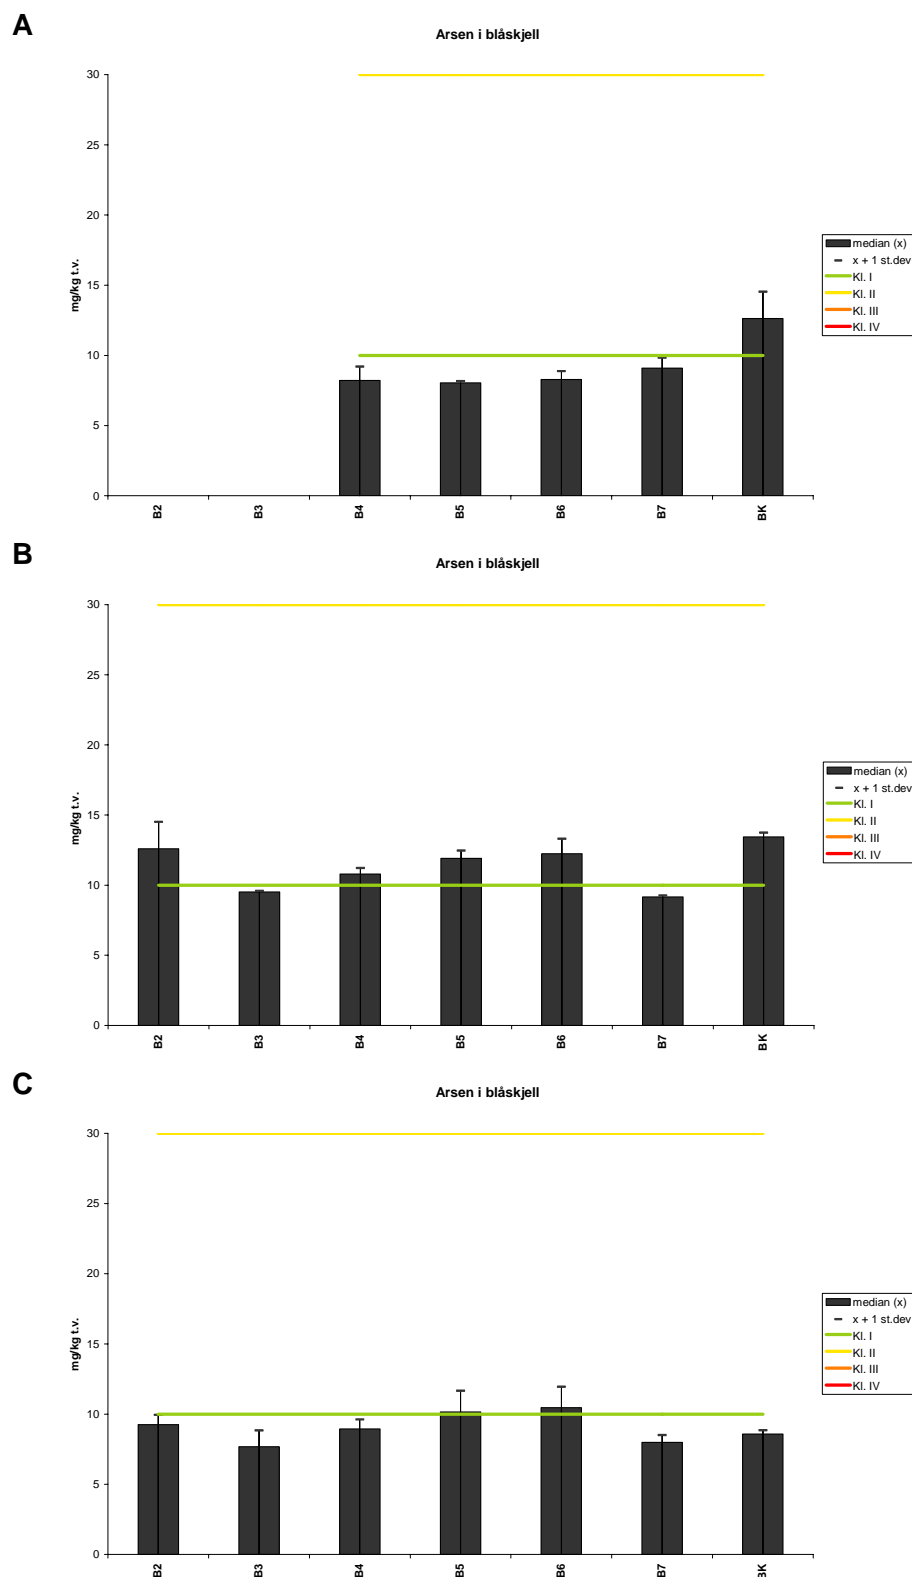 A
Arsen i blåskjell
mg/kg t.v.
30
25
20
15
10
5
0
B2
B3
B4
B5
B6
B7
BK
median (x)
x + 1 st.dev
Kl. I
Kl. II
Kl. III
Kl. IV
B
Arsen i blåskjell
mg/kg t.v.
30
25
20
15
10
5
0
B2
B3
B4
B5
B6
B7
BK
median (x)
x + 1 st.dev
Kl. I
Kl. II
Kl. III
Kl. IV
C
Arsen i blåskjell
mg/kg t.v.
30
25
20
15
10
5
0
B2
B3
B4
B5
B6
B7
BK
median (x)
x + 1 st.dev
Kl. I
Kl. II
Kl. III
Kl. IV